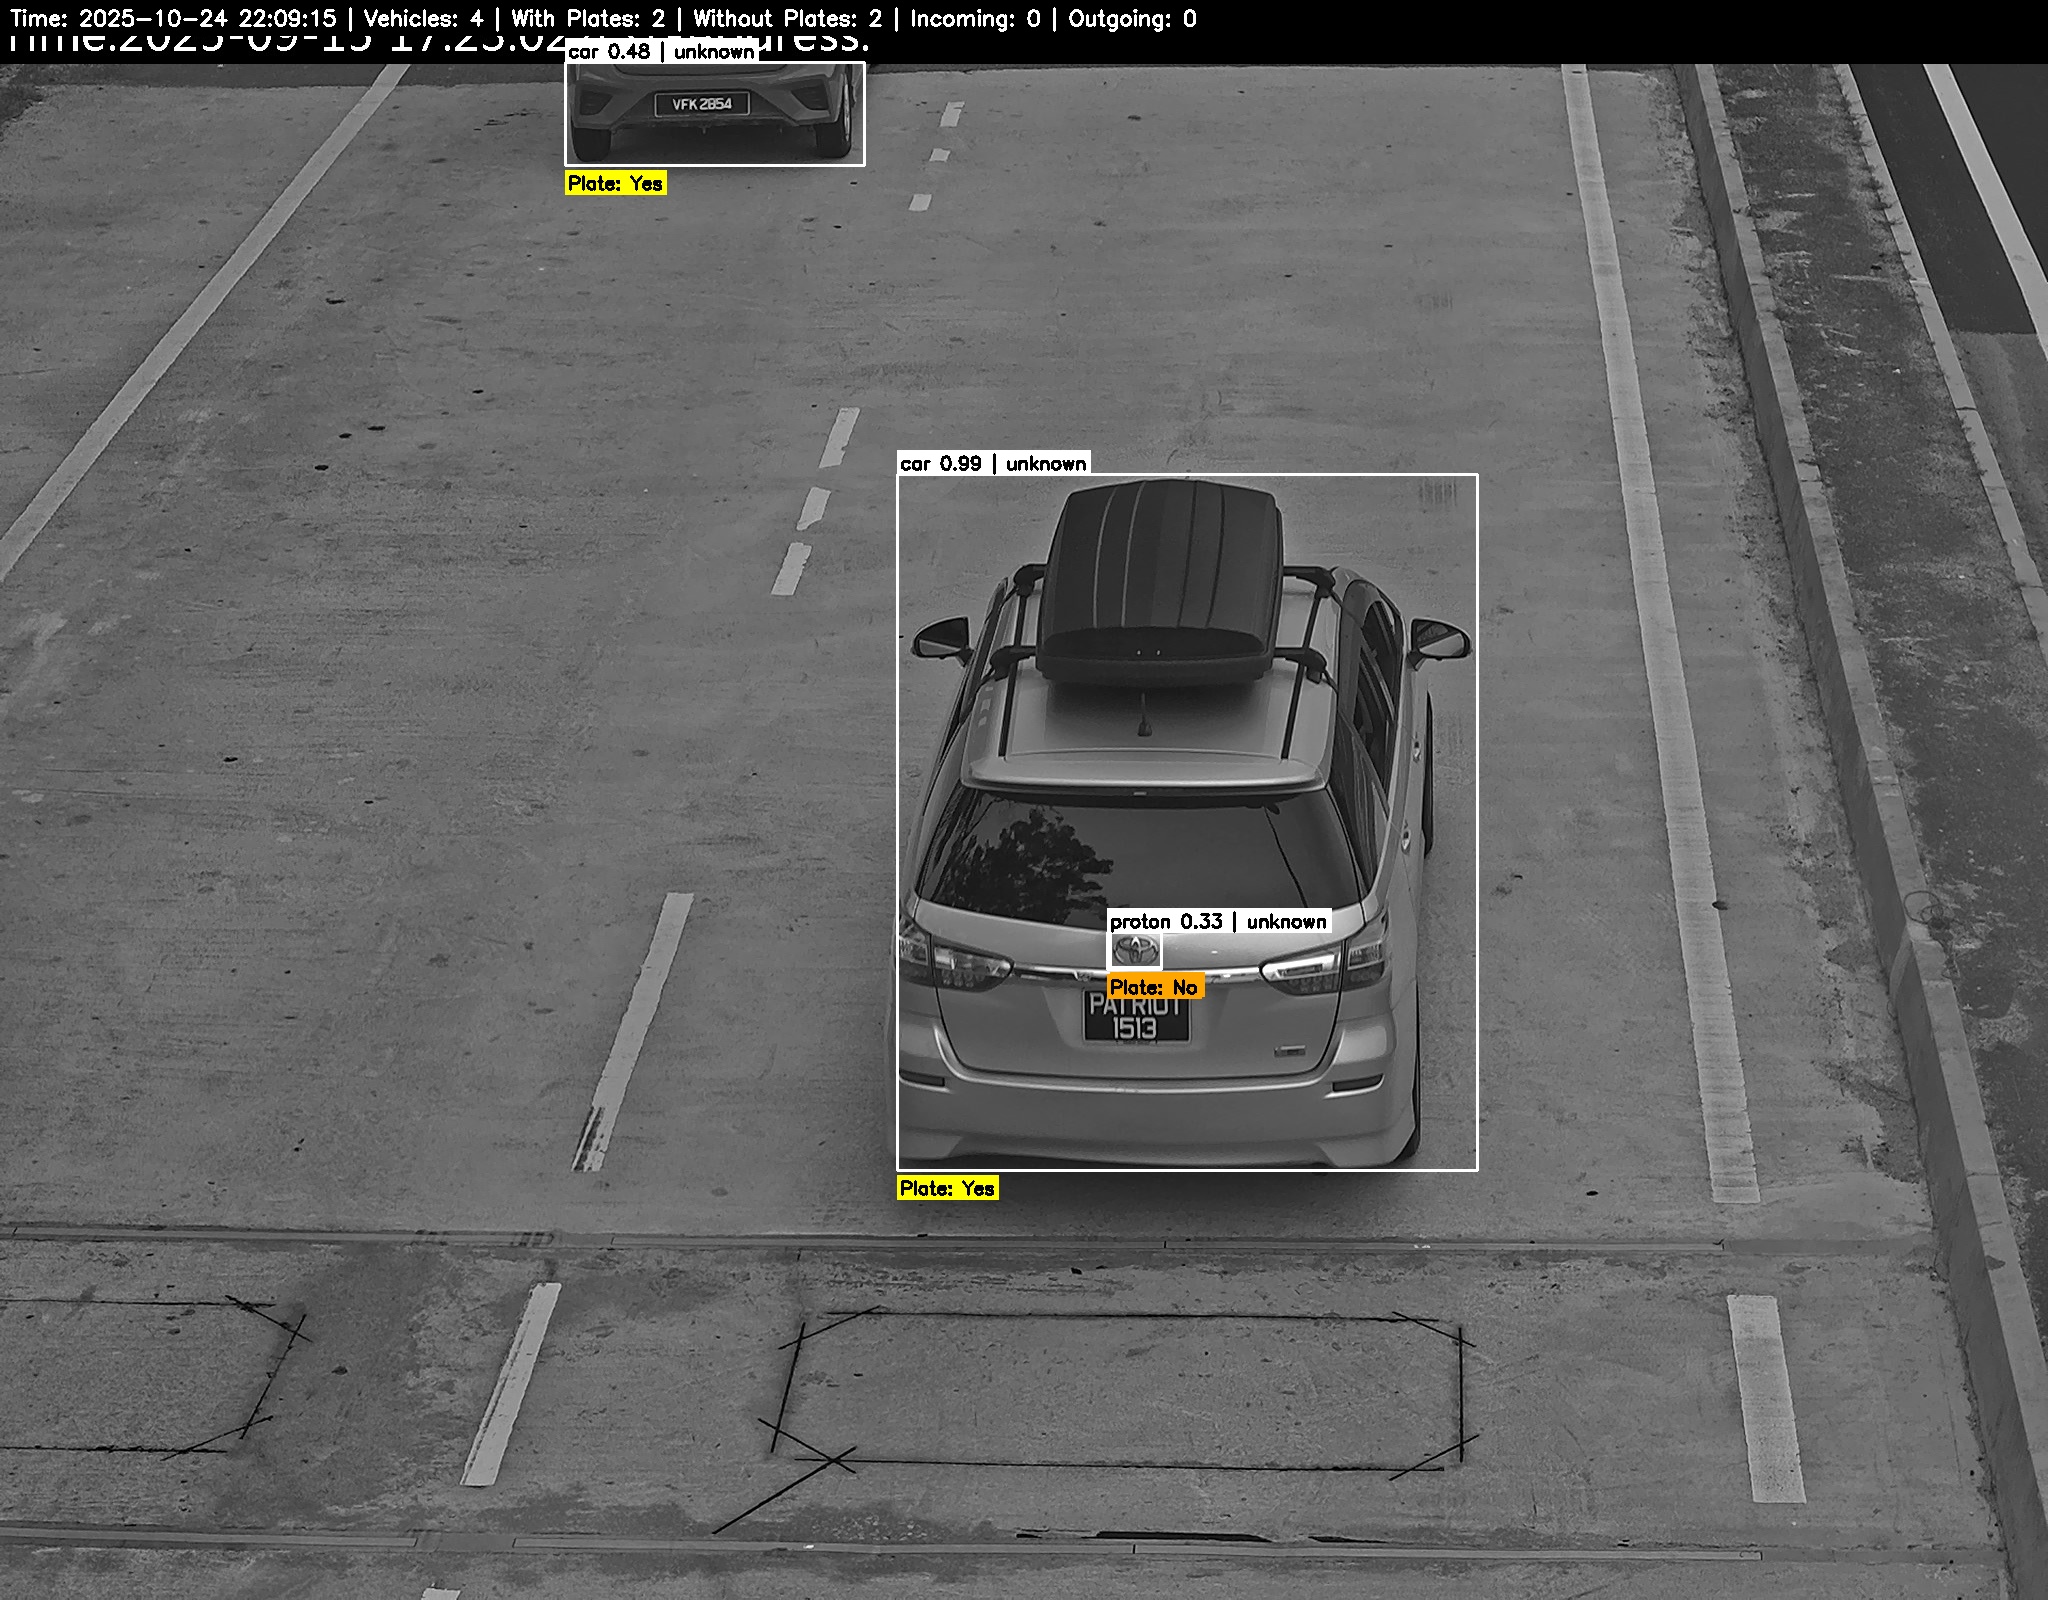 Time: 2025-10-24 22:09:15 | Vehicles: 4 | With Plates: 2 | Without Plates: 2 | Incoming: 0 | Outgoing: 0
car 0.48 | unknown
VFK 2854
Plate: Yes
car 0.99 | unknown
proton 0.33 | unknown
Plate: No
PATRIOT
1513
Plate: Yes